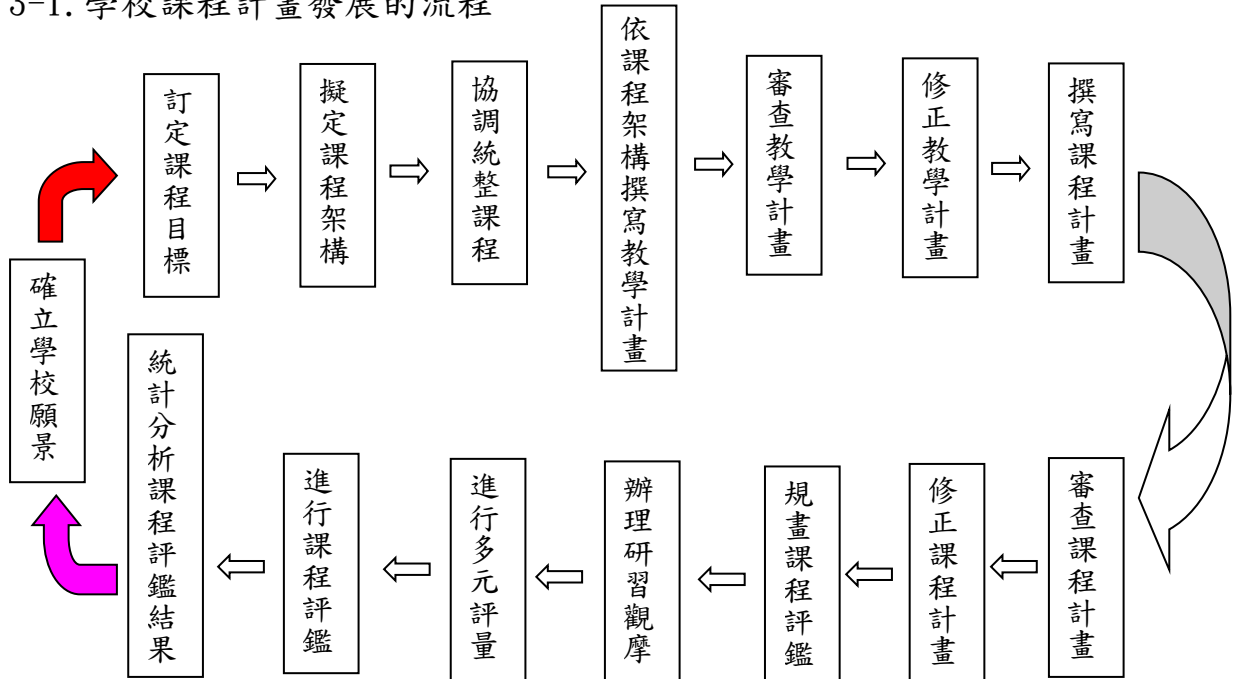 3-1.學校課程計畫發展的流程
確立學校願景
訂定課程目標
擬定課程架構
協調統整課程
依課程架構撰寫教學計畫
審查教學計畫
修正教學計畫
撰寫課程計畫
審查課程計畫
修正課程計畫
規畫課程評鑑
辦理研習觀摩
進行多元評量
進行課程評鑑
統計分析課程評鑑結果